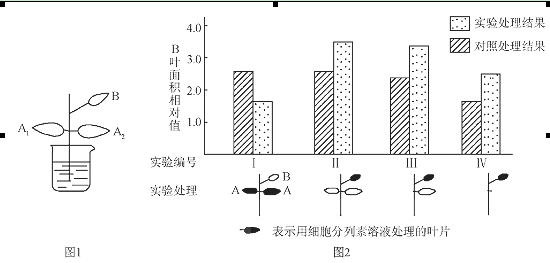 实验处理结果
对照处理结果
B叶面积相对值
4.0
3.0
2.0
1.0
实验编号 Ⅰ Ⅱ Ⅲ Ⅳ
实验处理
A B A
表示用细胞分列素溶液处理的叶片
B
A1 A2
图1
图2